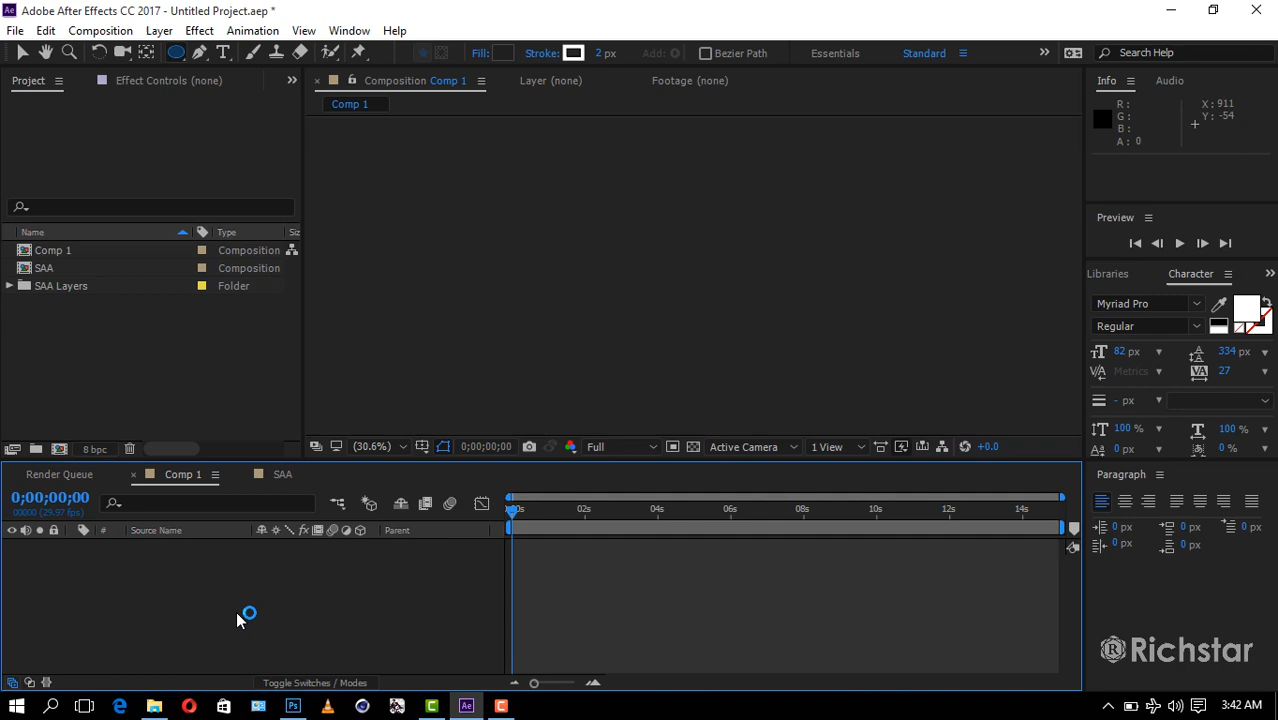 Adobe After Effects CC 2017 - Untitled Project.aep *
File Edit Composition Layer Effect Animation View Window Help
Fill: Stroke: 2 px Add: Bezier Path Essentials Standard Search Help
Project Effect Controls (none) Composition Comp 1 Layer (none) Footage (none) Info Audio
Comp 1
R: X: 911
G: Y: -54
B:
A: 0
Name Type Siz
Comp 1 Composition
SAA Composition
SAA Layers Folder
Preview
Libraries Character
Myriad Pro
Regular
82 px 334 px
Metrics 27
- px
100 % 100 %
0 px 0 %
8 bpc
(30.6%) 0;00;00;00 Full Active Camera 1 View +0.0
Render Queue Comp 1 SAA Paragraph
0;00;00;00
00000 (29.97 fps)
:00s 02s 04s 06s 08s 10s 12s 14s
# Source Name fx Parent
0 px 0 px 0 px
0 px 0 px
Richstar
Toggle Switches / Modes
Ps C Ae C 3:42 AM